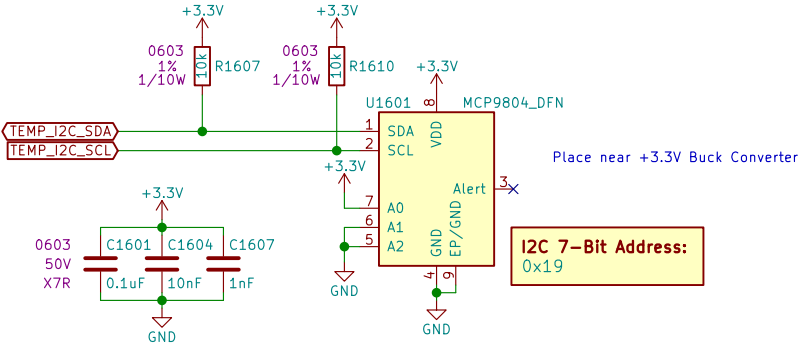 +3.3V
+3.3V
0603
1%
1/10W
10k
R1607
0603
1%
1/10W
10k
R1610
+3.3V
U1601
8
MCP9804_DFN
TEMP_I2C_SDA
1
SDA
VDD
TEMP_I2C_SCL
2
SCL
Place near +3.3V Buck Converter
+3.3V
Alert
3
7
A0
6
A1
5
A2
GND
EP/GND
4
9
GND
GND
+3.3V
0603
50V
X7R
C1601
0.1uF
C1604
10nF
C1607
1nF
GND
I2C 7-Bit Address:
0x19